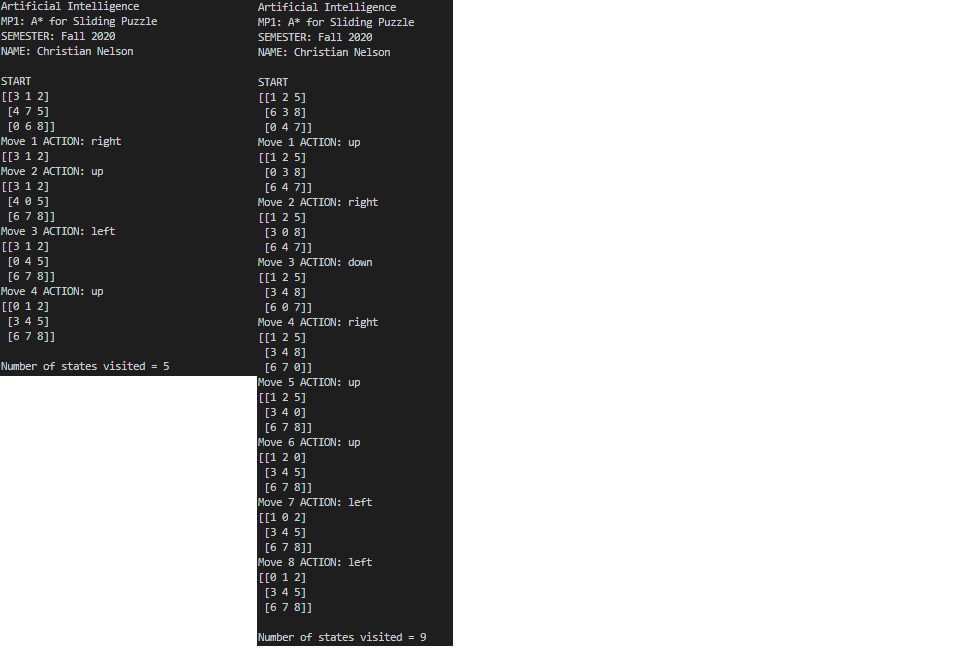 Artificial Intelligence
MP1: A* for Sliding Puzzle
SEMESTER: Fall 2020
NAME: Christian Nelson
START
[[3 1 2]
[4 7 5]
[0 6 8]]
Move 1 ACTION: right
[[3 1 2]
Move 2 ACTION: up
[[3 1 2]
[4 0 5]
[6 7 8]]
Move 3 ACTION: left
[[3 1 2]
[0 4 5]
[6 7 8]]
Move 4 ACTION: up
[[0 1 2]
[3 4 5]
[6 7 8]]
Number of states visited = 5
Artificial Intelligence
MP1: A* for Sliding Puzzle
SEMESTER: Fall 2020
NAME: Christian Nelson
START
[[1 2 5]
[6 3 8]
[0 4 7]]
Move 1 ACTION: up
[[1 2 5]
[0 3 8]
[6 4 7]]
Move 2 ACTION: right
[[1 2 5]
[3 0 8]
[6 4 7]]
Move 3 ACTION: down
[[1 2 5]
[3 4 8]
[6 0 7]]
Move 4 ACTION: right
[[1 2 5]
[3 4 8]
[6 7 0]]
Move 5 ACTION: up
[[1 2 5]
[3 4 0]
[6 7 8]]
Move 6 ACTION: up
[[1 2 0]
[3 4 5]
[6 7 8]]
Move 7 ACTION: left
[[1 0 2]
[3 4 5]
[6 7 8]]
Move 8 ACTION: left
[[0 1 2]
[3 4 5]
[6 7 8]]
Number of states visited = 9